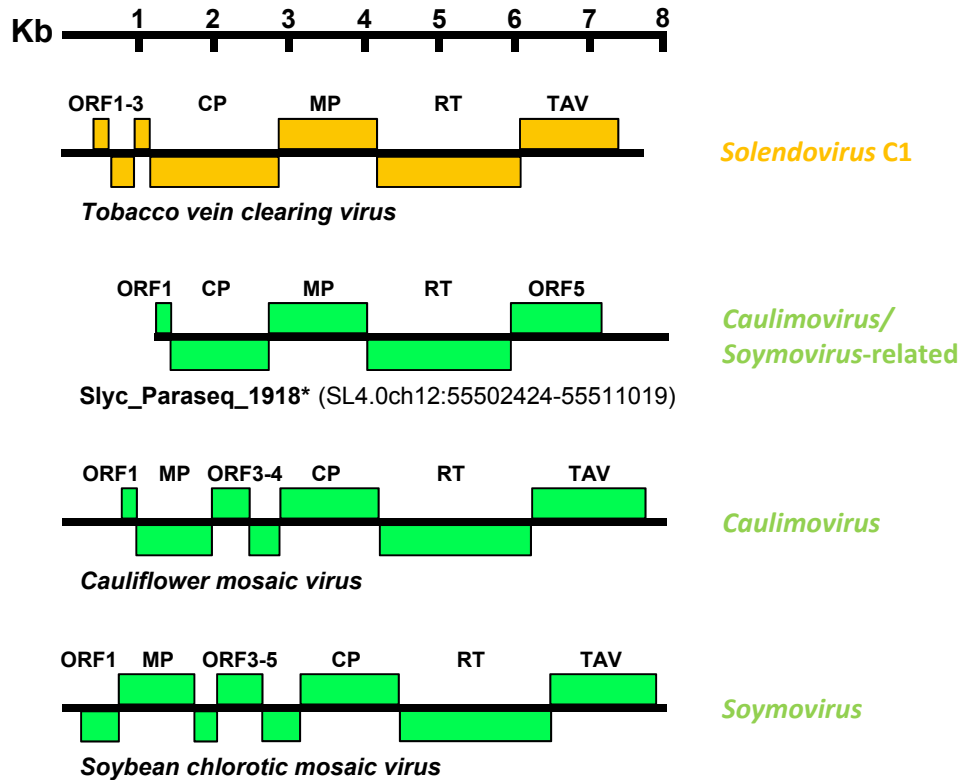 Kb 1 2 3 4 5 6 7 8
ORF1-3 CP MP RT TAV
Solendovirus C1
Tobacco vein clearing virus
ORF1 CP MP RT ORF5
Caulimovirus/
Soymovirus-related
Slyc_Paraseq_1918* (SL4.0ch12:55502424-55511019)
ORF1 MP ORF3-4 CP RT TAV
Caulimovirus
Cauliflower mosaic virus
ORF1 MP ORF3-5 CP RT TAV
Soymovirus
Soybean chlorotic mosaic virus